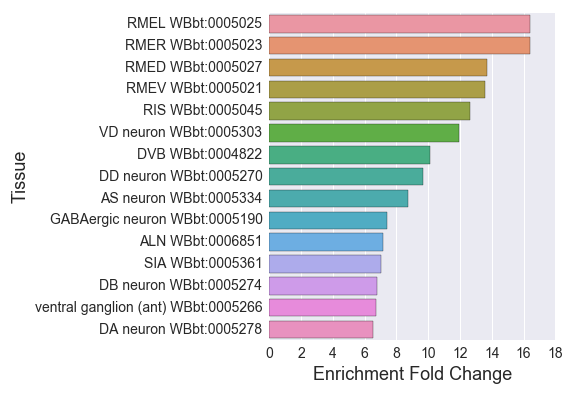 RMEL WBbt:0005025
RMER WBbt:0005023
RMED WBbt:0005027
RMEV WBbt:0005021
RIS WBbt:0005045
VD neuron WBbt:0005303
DVB WBbt:0004822
DD neuron WBbt:0005270
AS neuron WBbt:0005334
GABAergic neuron WBbt:0005190
ALN WBbt:0006851
SIA WBbt:0005361
DB neuron WBbt:0005274
ventral ganglion (ant) WBbt:0005266
DA neuron WBbt:0005278
Tissue
0 2 4 6 8 10 12 14 16 18
Enrichment Fold Change